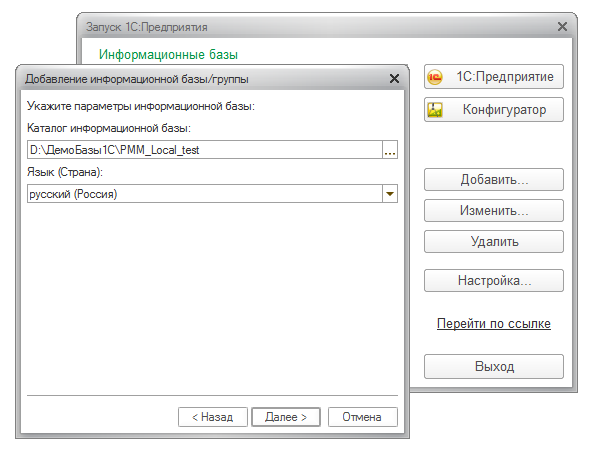 Запуск 1С:Предприятия
Информационные базы
1С:Предприятие
Конфигуратор
Добавить...
Изменить...
Удалить
Настройка...
Перейти по ссылке
Выход
Добавление информационной базы/группы
Укажите параметры информационной базы:
Каталог информационной базы:
D:\ДемоБазы1С\PMM_Local_test
...
Язык (Страна):
русский (Россия)
< Назад
Далее >
Отмена